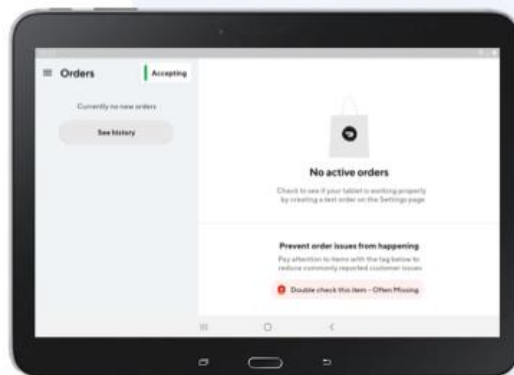 Orders
Accepting
Currently no new orders
See history
No active orders
Check to see if your tablet is working properly
by creating a test order on the Settings page
Prevent order issues from happening
Pay attention to items with the tag below to
reduce commonly reported customer issues
Double check this item - Often Missing